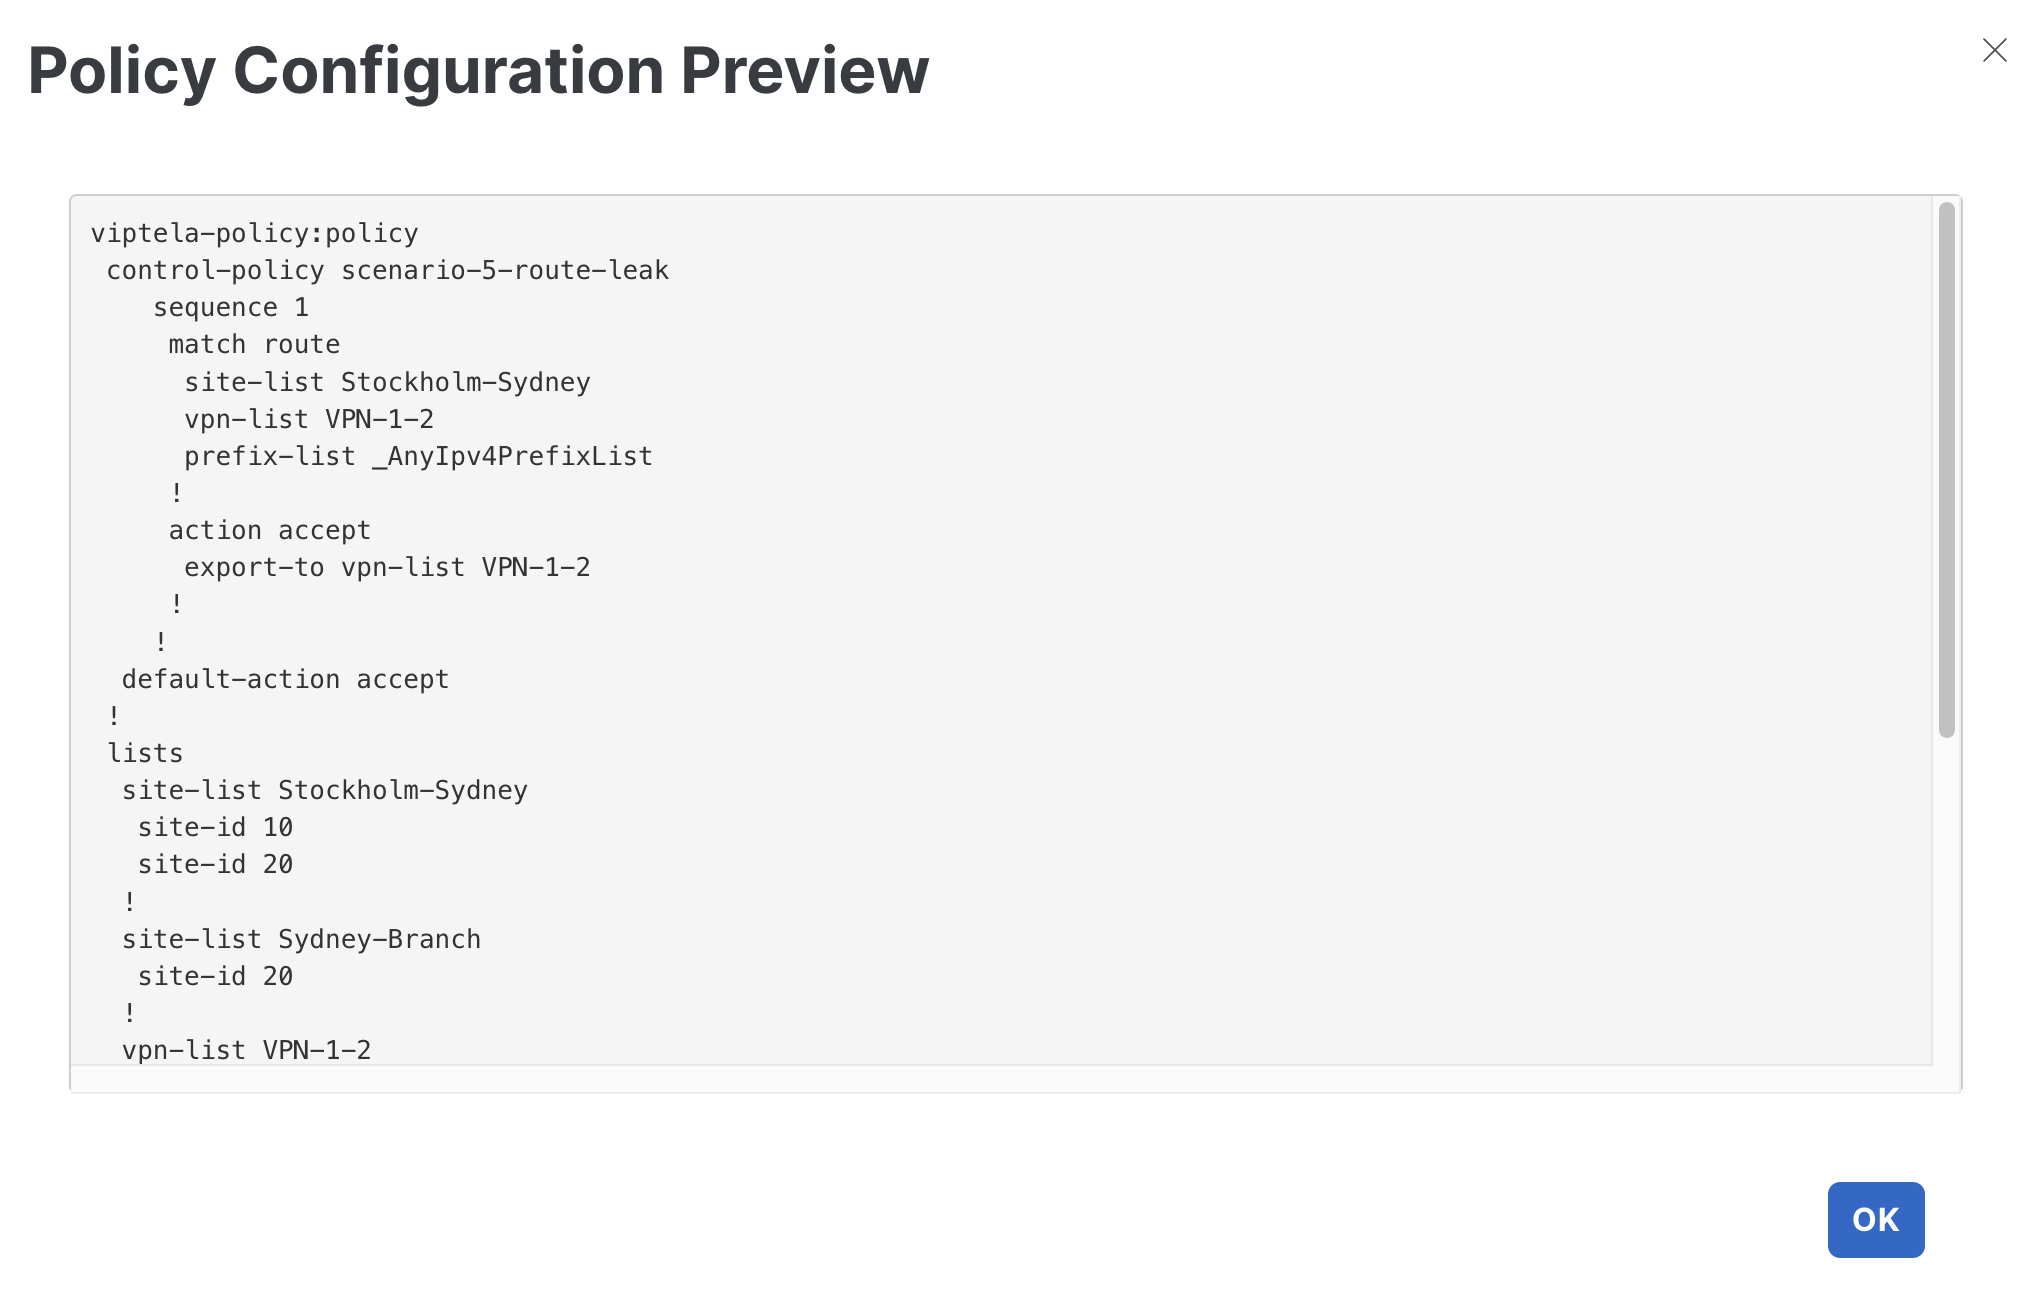 Policy Configuration Preview
viptela-policy:policy
 control-policy scenario-5-route-leak
    sequence 1
     match route
      site-list Stockholm-Sydney
      vpn-list VPN-1-2
      prefix-list _AnyIpv4PrefixList
     !
     action accept
      export-to vpn-list VPN-1-2
     !
    !
  default-action accept
 !
 lists
  site-list Stockholm-Sydney
   site-id 10
   site-id 20
  !
  site-list Sydney-Branch
   site-id 20
  !
  vpn-list VPN-1-2
OK